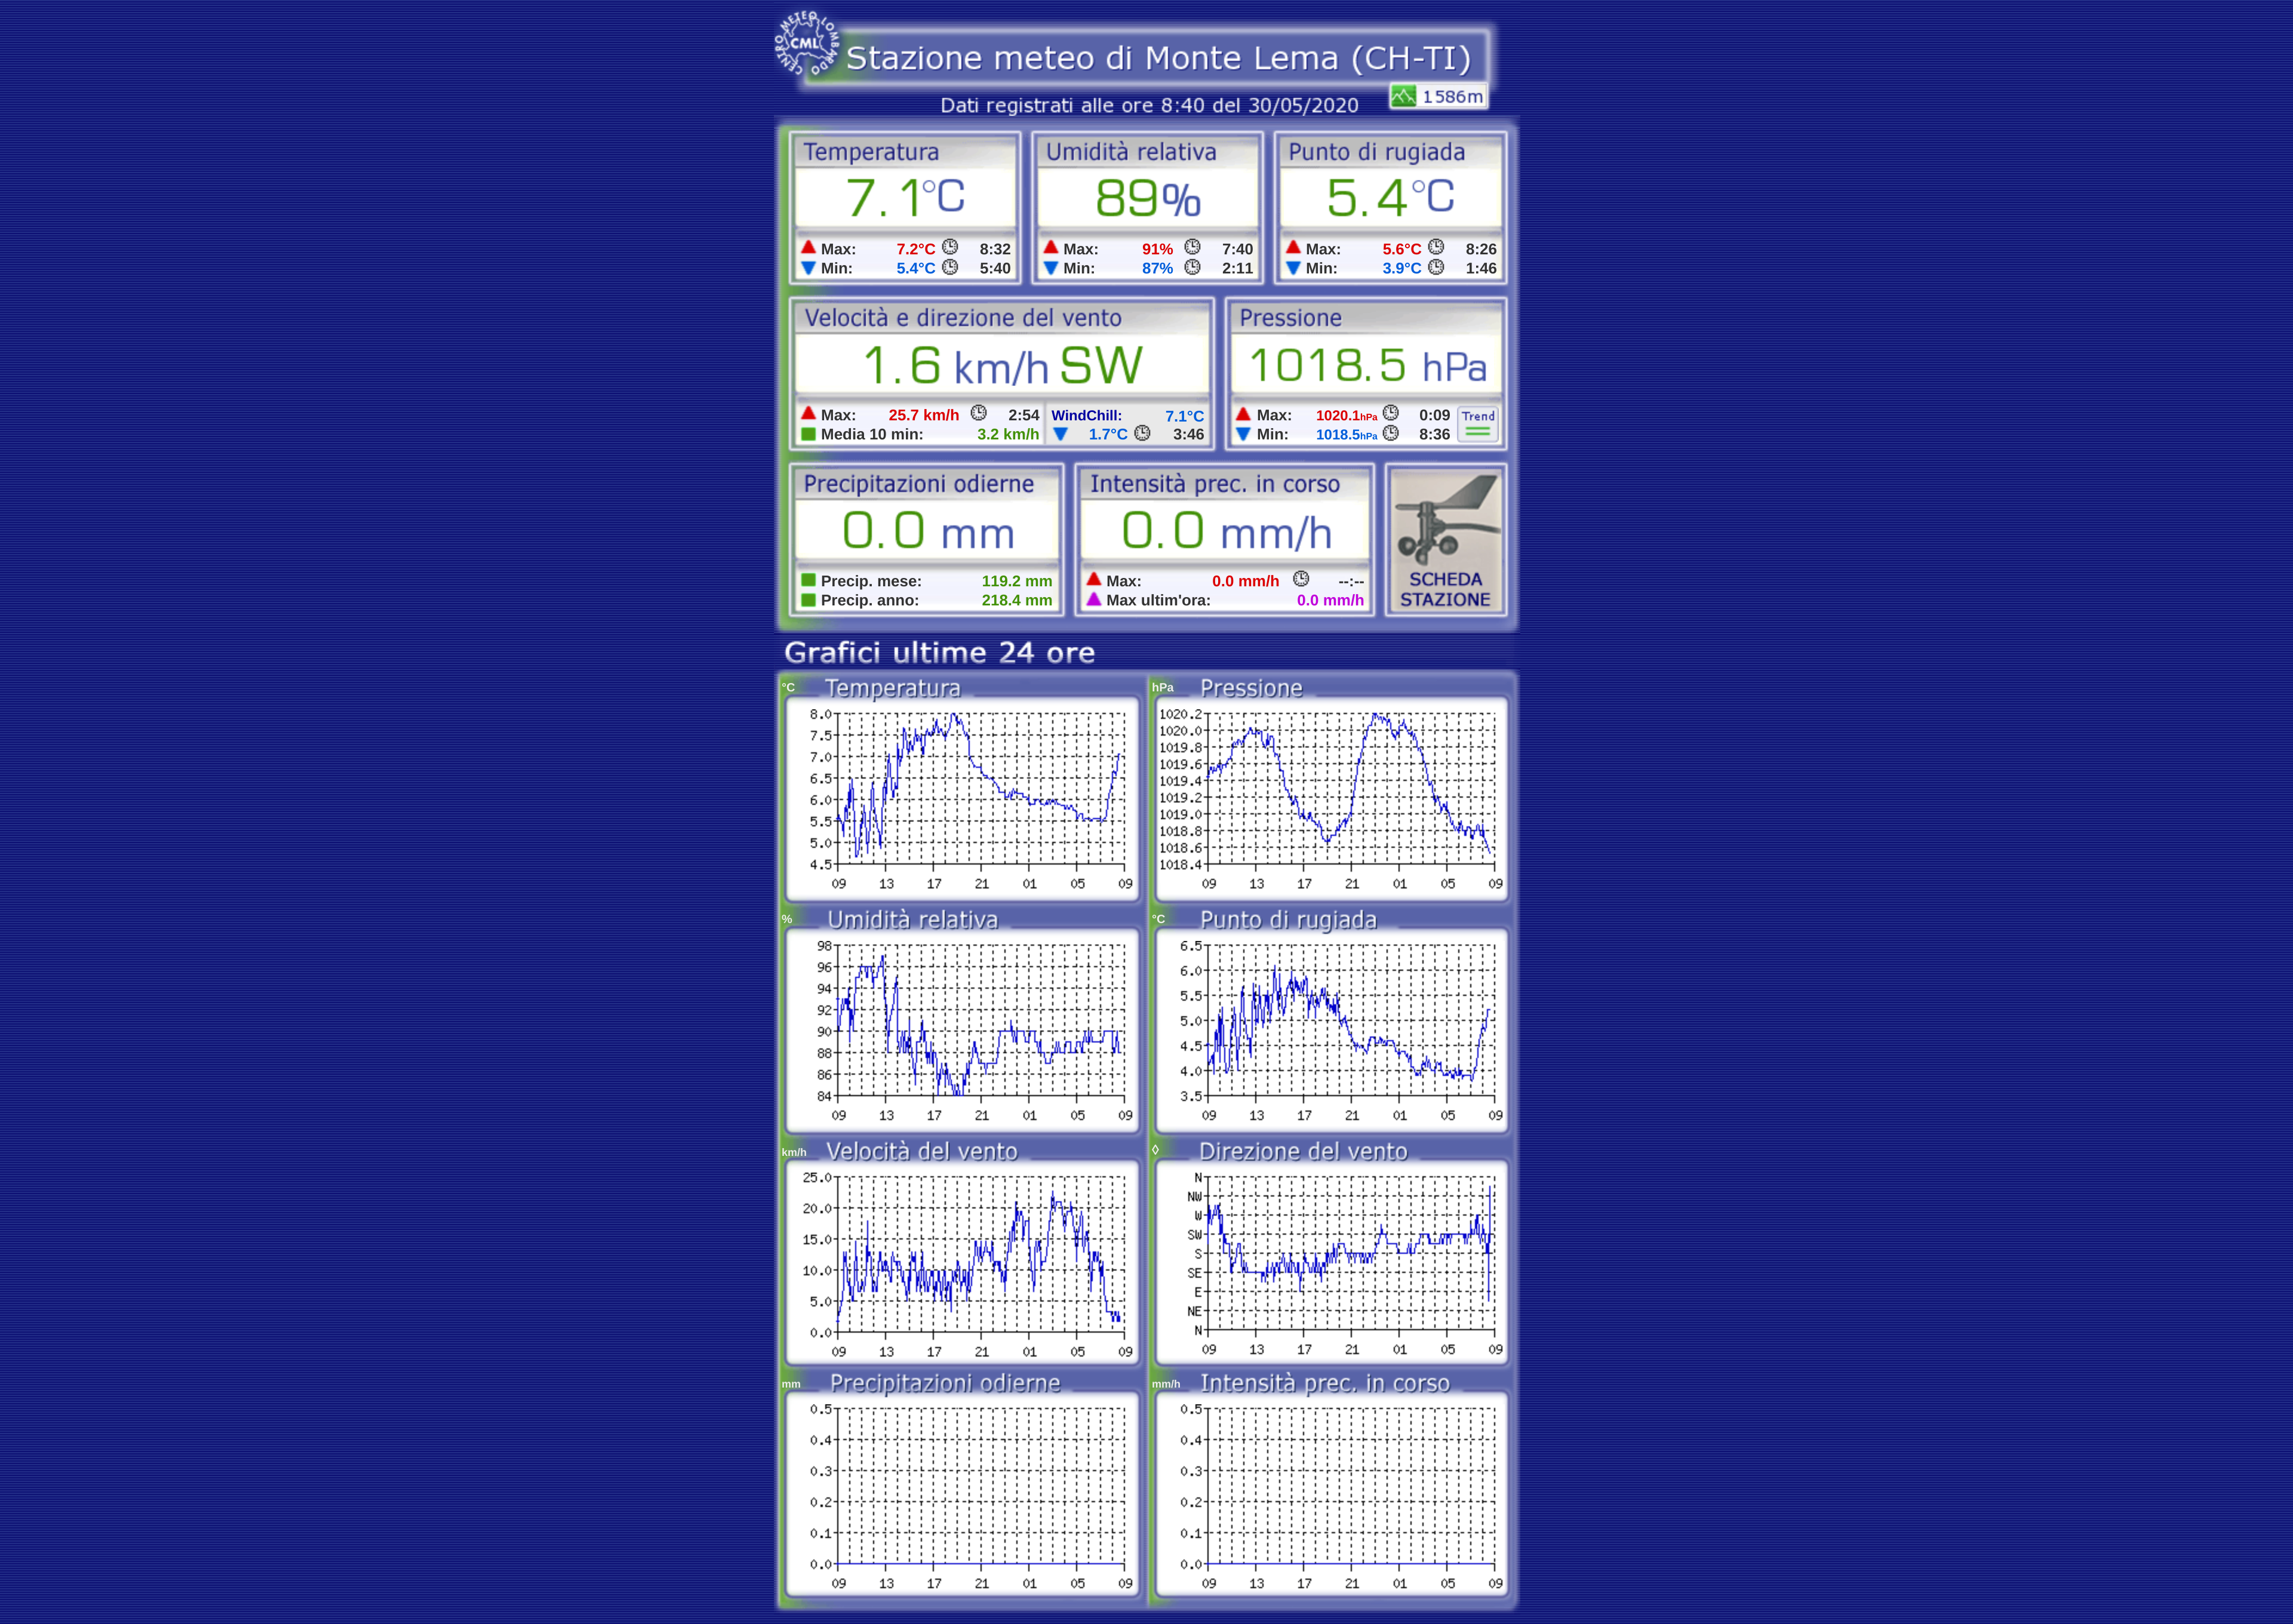 CENTRO METEO LOMBARDO
CML
Stazione meteo di Monte Lema (CH-TI)
1586m
Dati registrati alle ore 8:40 del 30/05/2020
Temperatura
7.1°C
Max: 7.2°C 8:32
Min: 5.4°C 5:40
Umidità relativa
89%
Max: 91% 7:40
Min: 87% 2:11
Punto di rugiada
5.4°C
Max: 5.6°C 8:26
Min: 3.9°C 1:46
Velocità e direzione del vento
1.6 km/h SW
Max: 25.7 km/h 2:54
Media 10 min: 3.2 km/h
WindChill: 7.1°C
1.7°C 3:46
Pressione
1018.5 hPa
Max: 1020.1hPa 0:09
Min: 1018.5hPa 8:36
Trend
Precipitazioni odierne
0.0 mm
Precip. mese: 119.2 mm
Precip. anno: 218.4 mm
Intensità prec. in corso
0.0 mm/h
Max: 0.0 mm/h --:--
Max ultim'ora: 0.0 mm/h
SCHEDA
STAZIONE
Grafici ultime 24 ore
°C Temperatura
8.0
7.5
7.0
6.5
6.0
5.5
5.0
4.5
09 13 17 21 01 05 09
hPa Pressione
1020.2
1020.0
1019.8
1019.6
1019.4
1019.2
1019.0
1018.8
1018.6
1018.4
09 13 17 21 01 05 09
% Umidità relativa
98
96
94
92
90
88
86
84
09 13 17 21 01 05 09
°C Punto di rugiada
6.5
6.0
5.5
5.0
4.5
4.0
3.5
09 13 17 21 01 05 09
km/h Velocità del vento
25.0
20.0
15.0
10.0
5.0
0.0
09 13 17 21 01 05 09
◊ Direzione del vento
N
NW
W
SW
S
SE
E
NE
N
09 13 17 21 01 05 09
mm Precipitazioni odierne
0.5
0.4
0.3
0.2
0.1
0.0
09 13 17 21 01 05 09
mm/h Intensità prec. in corso
0.5
0.4
0.3
0.2
0.1
0.0
09 13 17 21 01 05 09